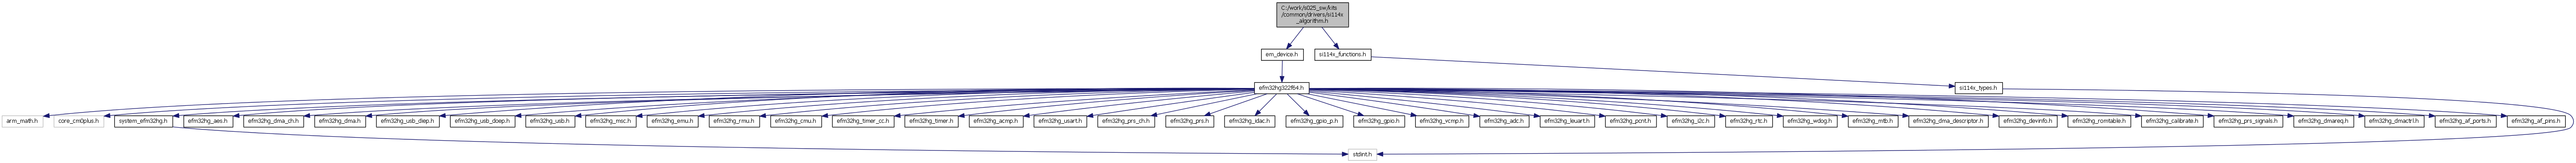 C:/work/si025_sw/kits
/common/drivers/si114x
_algorithm.h
em_device.h
si114x_functions.h
efm32hg322f64.h
si114x_types.h
arm_math.h
core_cm0plus.h
system_efm32hg.h
efm32hg_aes.h
efm32hg_dma_ch.h
efm32hg_dma.h
efm32hg_usb_diep.h
efm32hg_usb_doep.h
efm32hg_usb.h
efm32hg_msc.h
efm32hg_emu.h
efm32hg_rmu.h
efm32hg_cmu.h
efm32hg_timer_cc.h
efm32hg_timer.h
efm32hg_acmp.h
efm32hg_usart.h
efm32hg_prs_ch.h
efm32hg_prs.h
efm32hg_idac.h
efm32hg_gpio_p.h
efm32hg_gpio.h
efm32hg_vcmp.h
efm32hg_adc.h
efm32hg_leuart.h
efm32hg_pcnt.h
efm32hg_i2c.h
efm32hg_rtc.h
efm32hg_wdog.h
efm32hg_mtb.h
efm32hg_dma_descriptor.h
efm32hg_devinfo.h
efm32hg_romtable.h
efm32hg_calibrate.h
efm32hg_prs_signals.h
efm32hg_dmareq.h
efm32hg_dmactrl.h
efm32hg_af_ports.h
efm32hg_af_pins.h
stdint.h